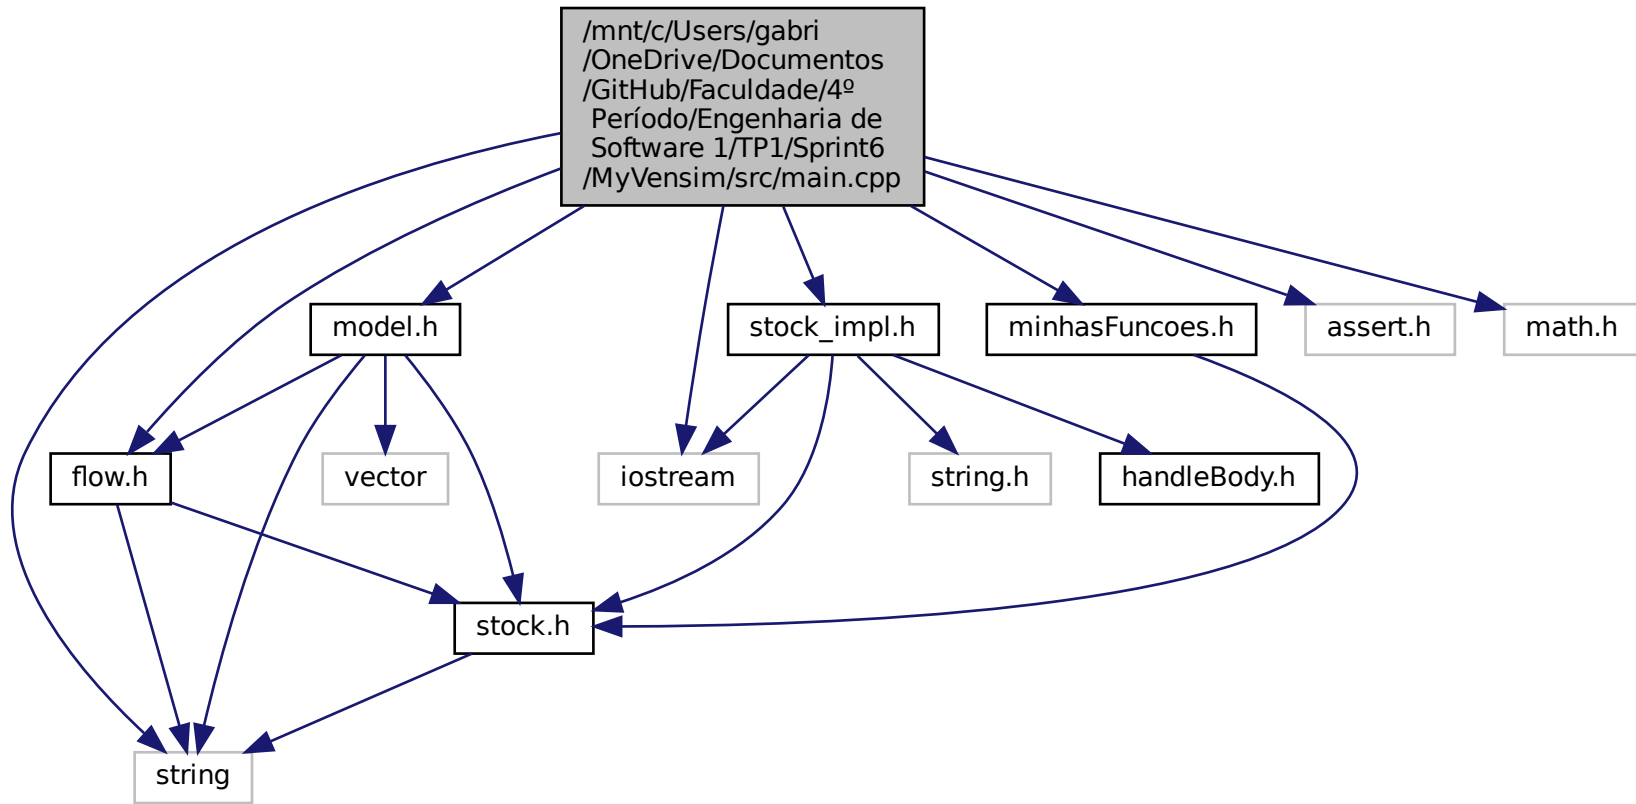 /mnt/c/Users/gabri
/OneDrive/Documentos
/GitHub/Faculdade/4º
Período/Engenharia de
Software 1/TP1/Sprint6
/MyVensim/src/main.cpp
model.h
stock_impl.h
minhasFuncoes.h
assert.h
math.h
flow.h
vector
iostream
string.h
handleBody.h
stock.h
string